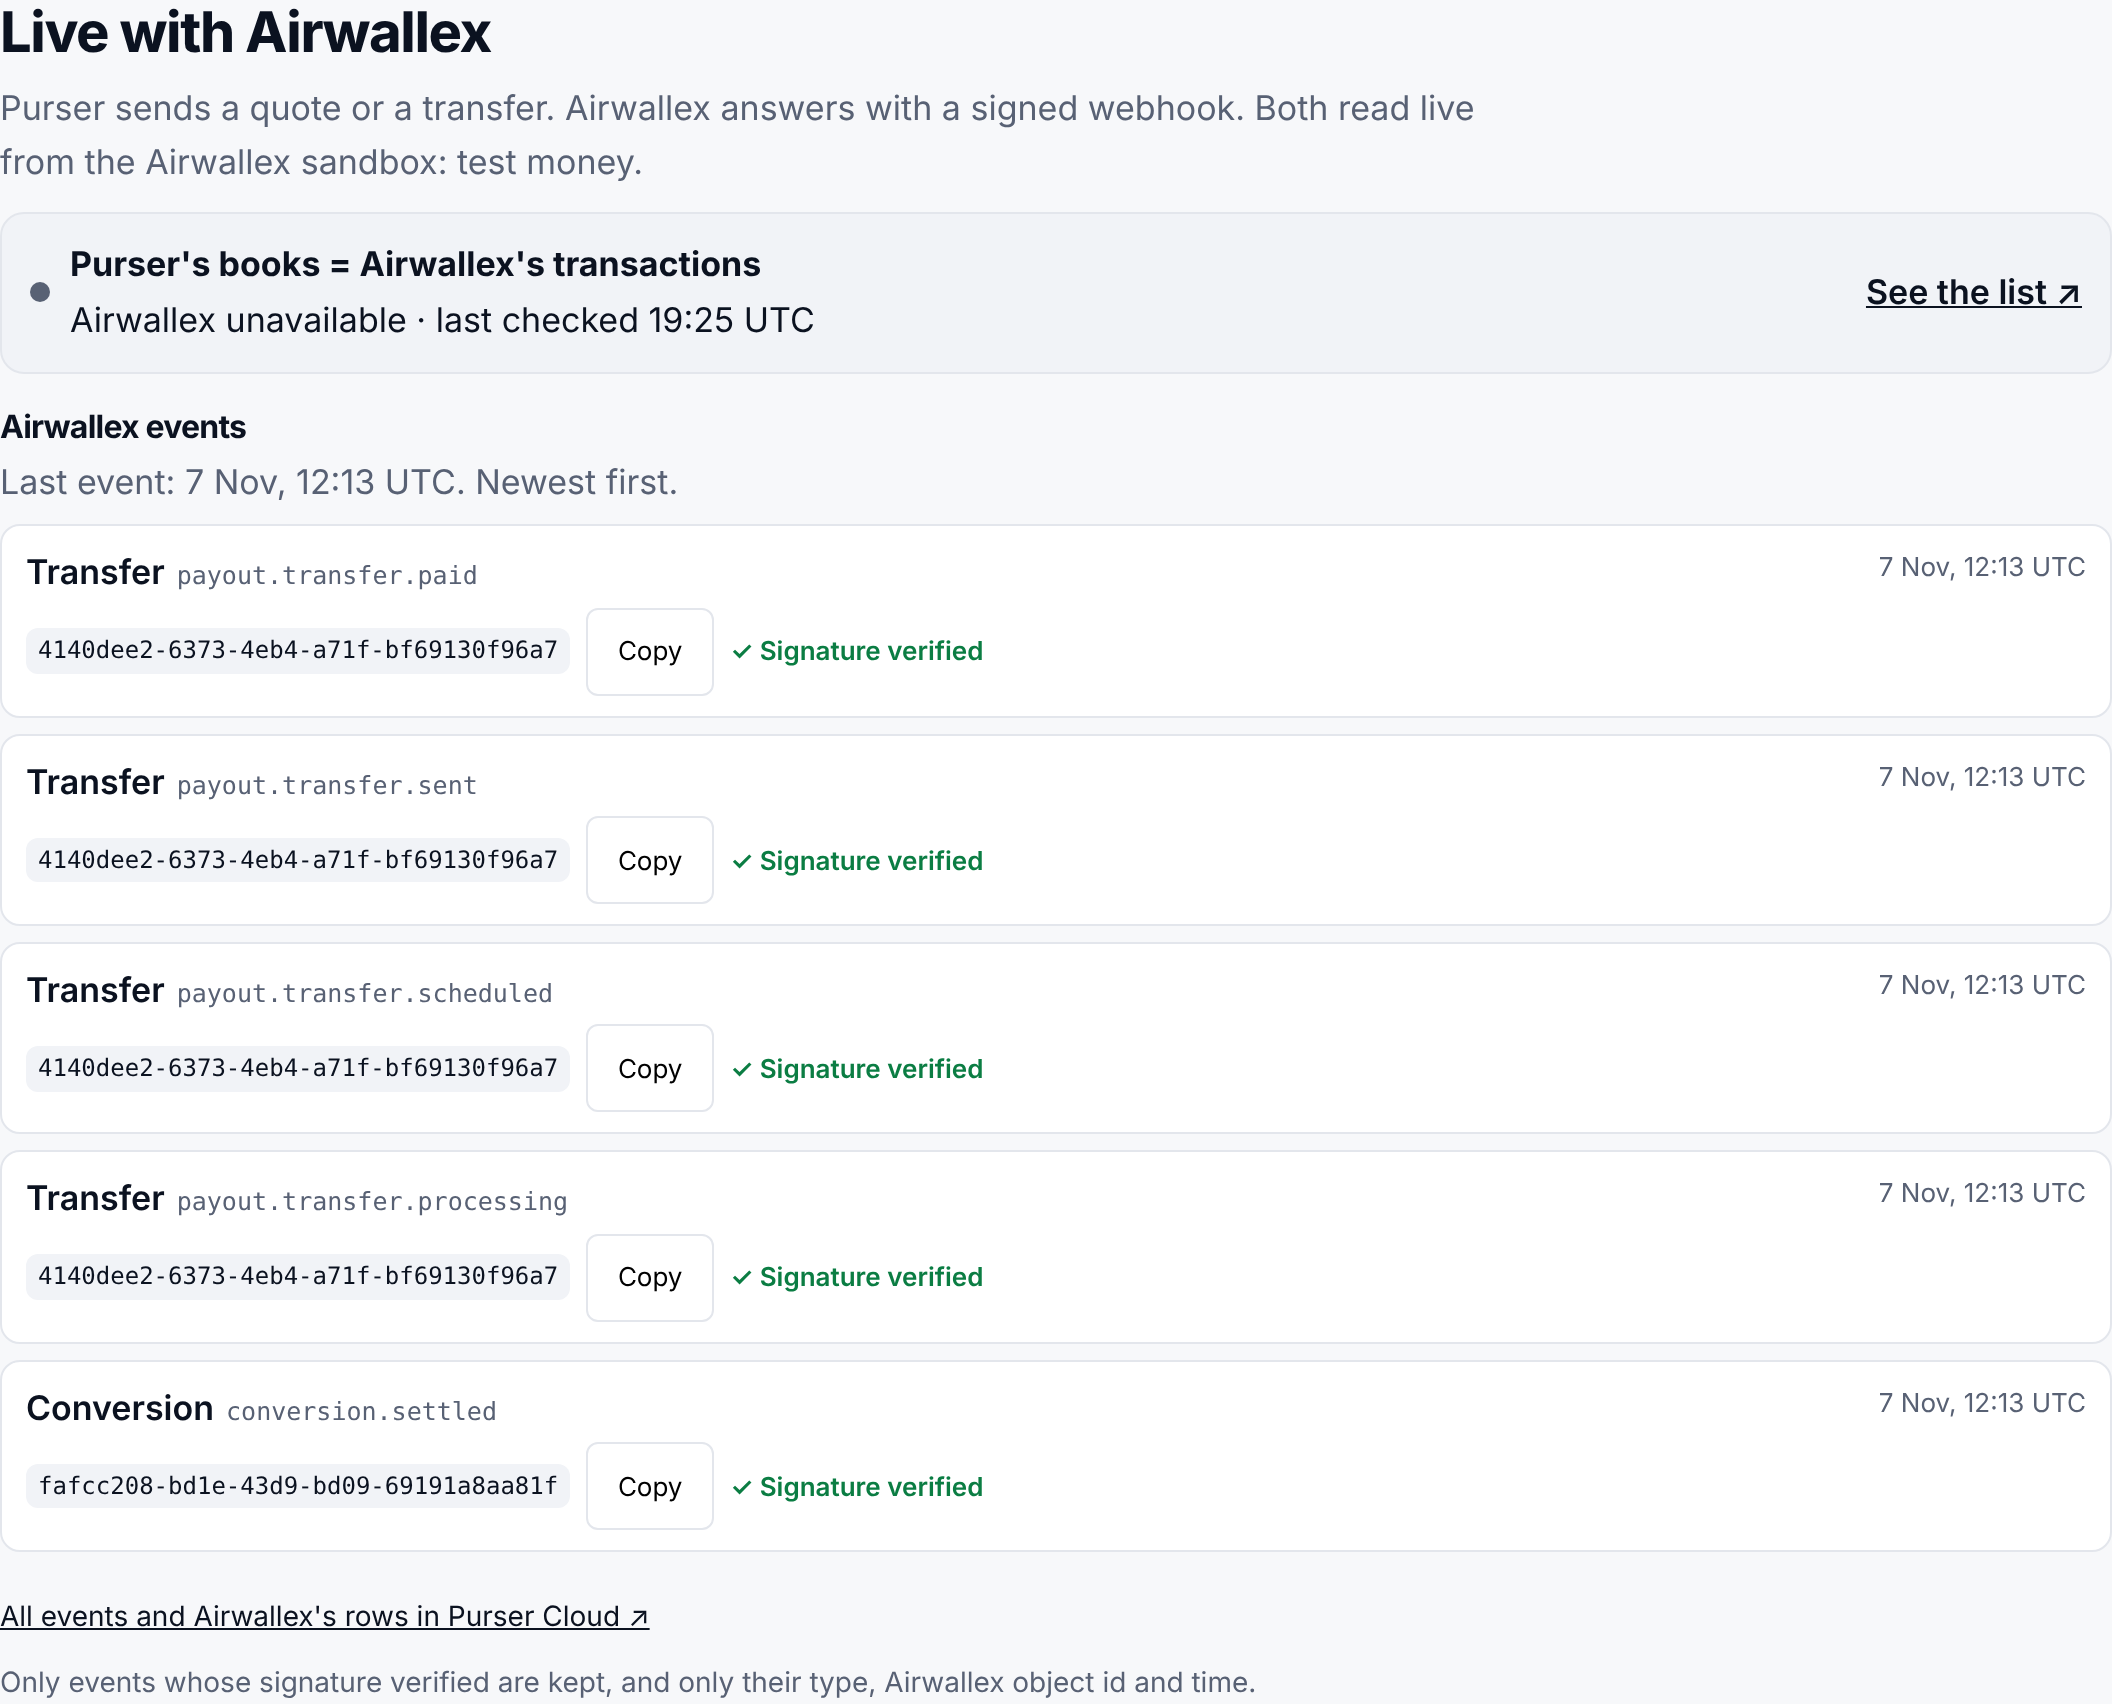 Live with Airwallex
Purser sends a quote or a transfer. Airwallex answers with a signed webhook. Both read live
from the Airwallex sandbox: test money.
Purser's books = Airwallex's transactions
Airwallex unavailable · last checked 19:25 UTC
See the list ↗
Airwallex events
Last event: 7 Nov, 12:13 UTC. Newest first.
Transfer payout.transfer.paid
7 Nov, 12:13 UTC
4140dee2-6373-4eb4-a71f-bf69130f96a7 Copy ✓ Signature verified
Transfer payout.transfer.sent
7 Nov, 12:13 UTC
4140dee2-6373-4eb4-a71f-bf69130f96a7 Copy ✓ Signature verified
Transfer payout.transfer.scheduled
7 Nov, 12:13 UTC
4140dee2-6373-4eb4-a71f-bf69130f96a7 Copy ✓ Signature verified
Transfer payout.transfer.processing
7 Nov, 12:13 UTC
4140dee2-6373-4eb4-a71f-bf69130f96a7 Copy ✓ Signature verified
Conversion conversion.settled
7 Nov, 12:13 UTC
fafcc208-bd1e-43d9-bd09-69191a8aa81f Copy ✓ Signature verified
All events and Airwallex's rows in Purser Cloud ↗
Only events whose signature verified are kept, and only their type, Airwallex object id and time.